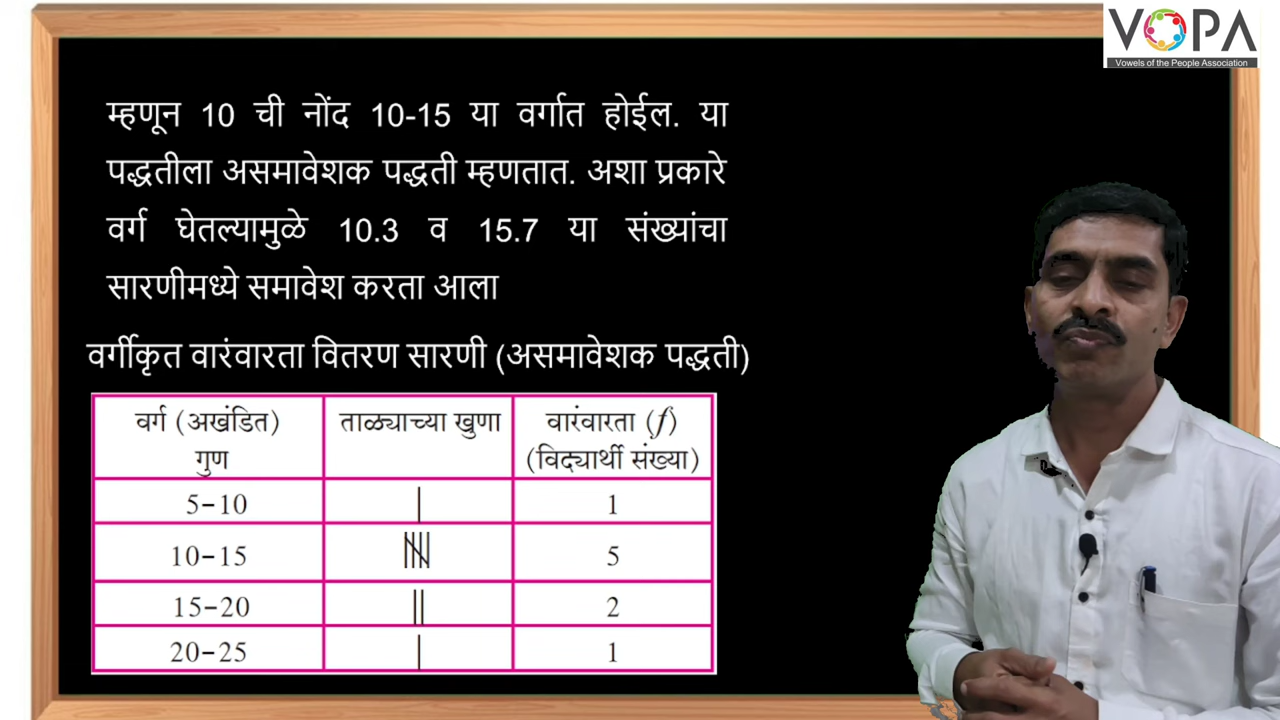 VOPA
Vowels of the People Association
म्हणून 10 ची नोंद 10-15 या वर्गात होईल. या
पद्धतीला असमावेशक पद्धती म्हणतात. अशा प्रकारे
वर्ग घेतल्यामुळे 10.3 व 15.7 या संख्यांचा
सारणीमध्ये समावेश करता आला
वर्गीकृत वारंवारता वितरण सारणी (असमावेशक पद्धती)
वर्ग (अखंडित) ताळ्याच्या खुणा वारंवारता (f)
गुण (विद्यार्थी संख्या)
5-10 | 1
10-15 𝍸 5
15-20 || 2
20-25 | 1